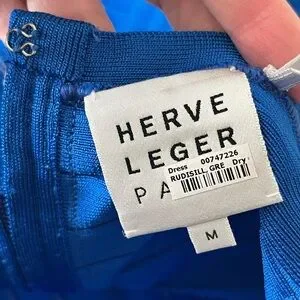 HERVE
LEGER
Dress 00747226
RUDISILL, GRE Dry
PA
M